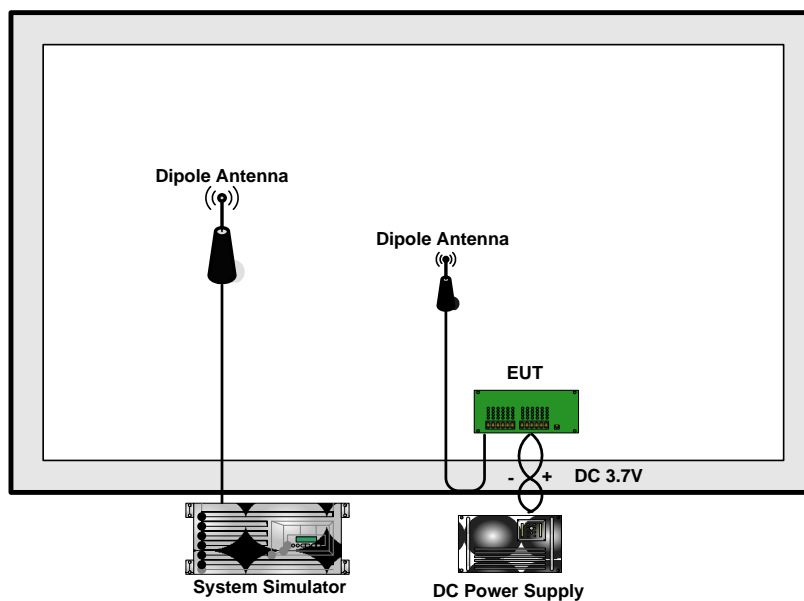 Dipole Antenna
Dipole Antenna
EUT
- + DC 3.7V
System Simulator
DC Power Supply